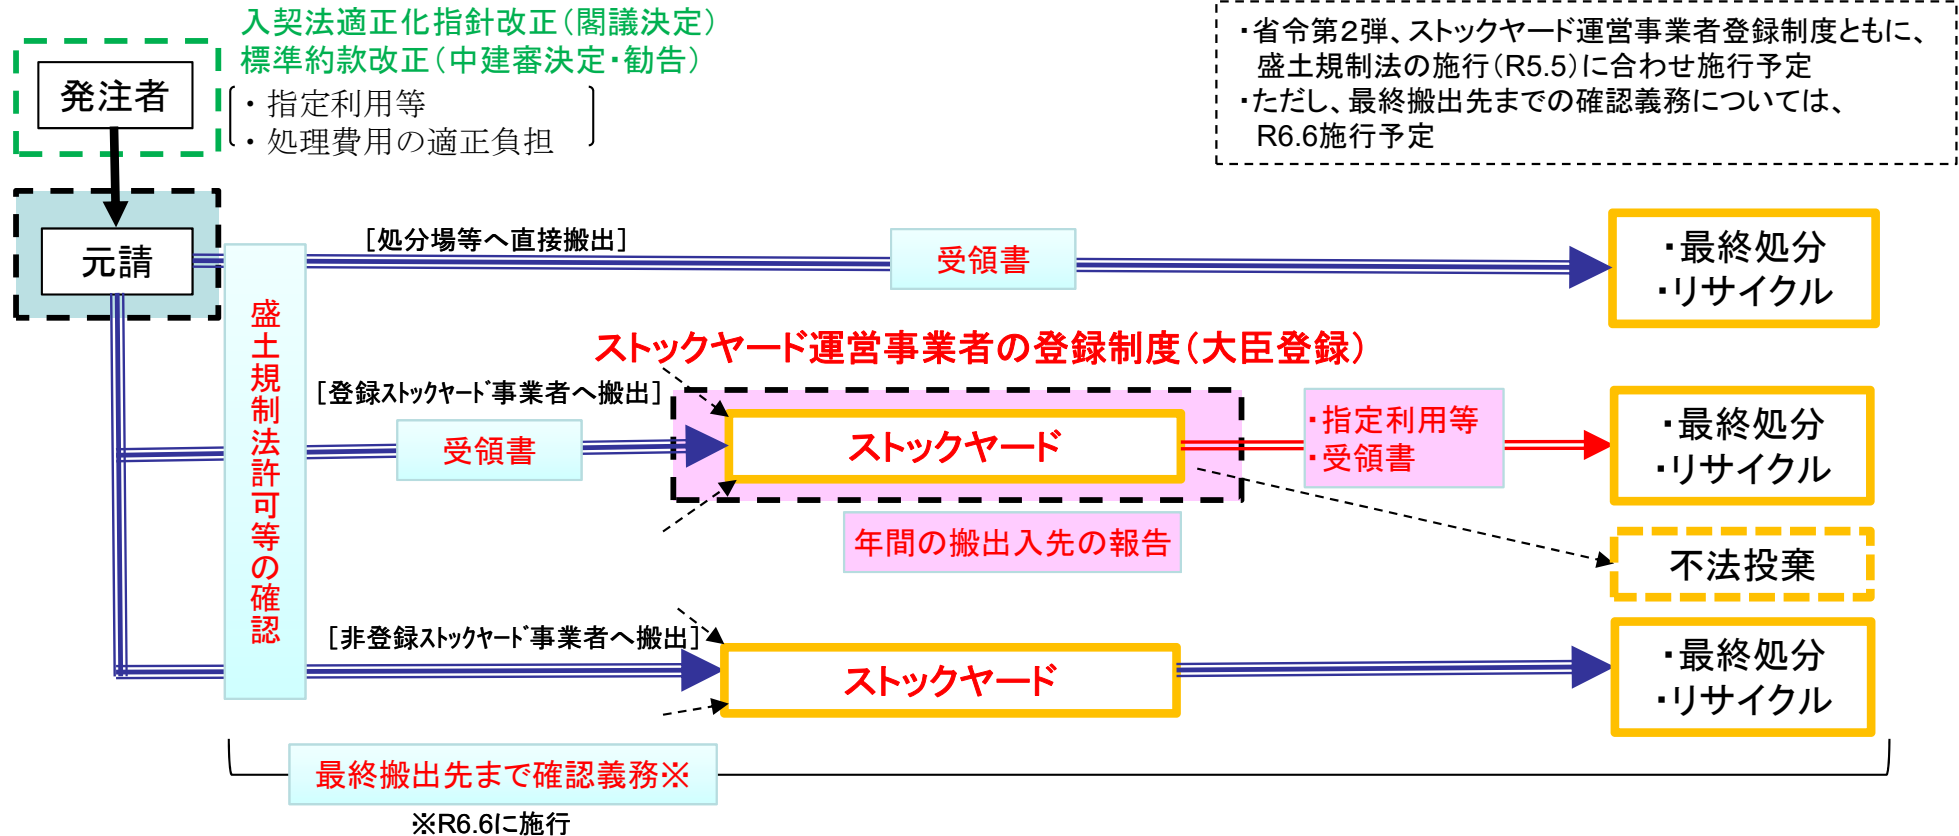 入契法適正化指針改正（閣議決定）
標準約款改正（中建審決定・勧告）
・指定利用等
・処理費用の適正負担
発注者
・省令第２弾、ストックヤード運営事業者登録制度ともに、
盛土規制法の施行（R5.5）に合わせ施行予定
・ただし、最終搬出先までの確認義務については、
R6.6施行予定
元請
盛土規制法許可等の確認
［処分場等へ直接搬出］
受領書
・最終処分
・リサイクル
ストックヤード運営事業者の登録制度（大臣登録）
［登録ｽﾄｯｸﾔｰﾄﾞ事業者へ搬出］
受領書
ストックヤード
・指定利用等
・受領書
・最終処分
・リサイクル
年間の搬出入先の報告
不法投棄
［非登録ｽﾄｯｸﾔｰﾄﾞ事業者へ搬出］
ストックヤード
・最終処分
・リサイクル
最終搬出先まで確認義務※
※R6.6に施行